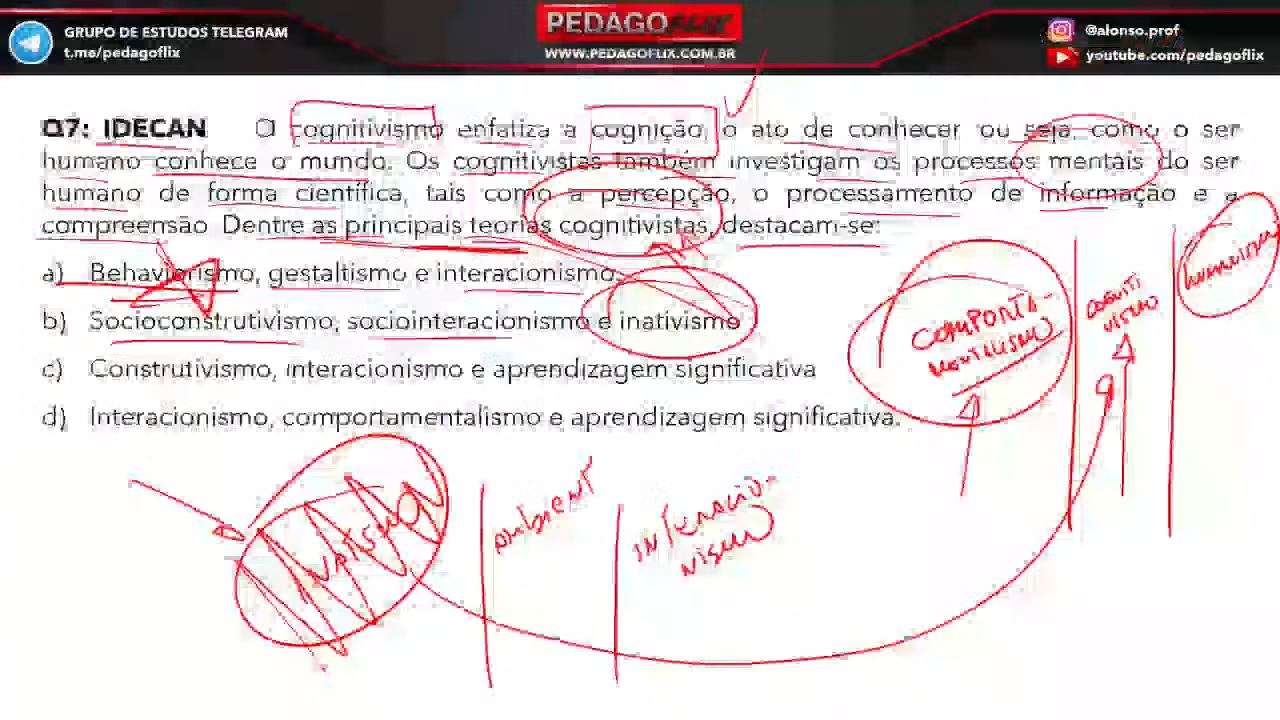 GRUPO DE ESTUDOS TELEGRAM
t.me/pedagoflix
PEDAGOFLIX
WWW.PEDAGOFLIX.COM.BR
@alonso.prof
youtube.com/pedagoflix
Q7: IDECAN O cognitivismo enfatiza a cognição, o ato de conhecer ou seja, como o ser
humano conhece o mundo. Os cognitivistas também investigam os processos mentais do ser
humano de forma científica, tais como a percepção, o processamento de informação e a
compreensão Dentre as principais teorias cognitivistas, destacam-se:
a) Behaviorismo, gestaltismo e interacionismo.
b) Socioconstrutivismo, sociointeracionismo e inativismo
c) Construtivismo, interacionismo e aprendizagem significativa
d) Interacionismo, comportamentalismo e aprendizagem significativa.
COMPORTA-
MENTALISMO
COGNITI
VISMO
humanismo
INATISMO
AMBIENT
INTERACIO-
NISMO